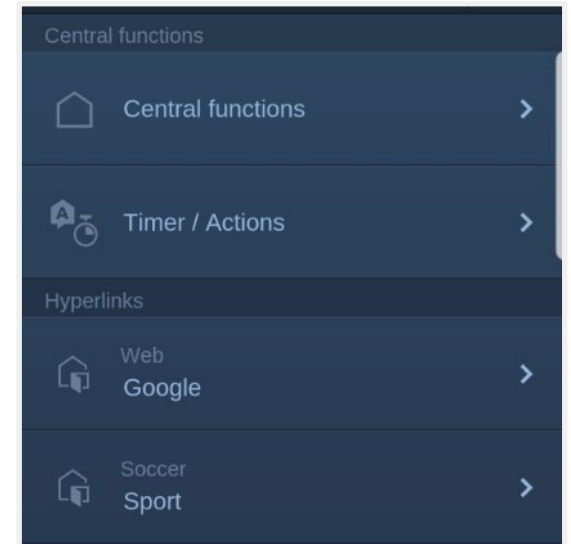 Central functions
Central functions
Timer / Actions
Hyperlinks
Web
Google
Soccer
Sport